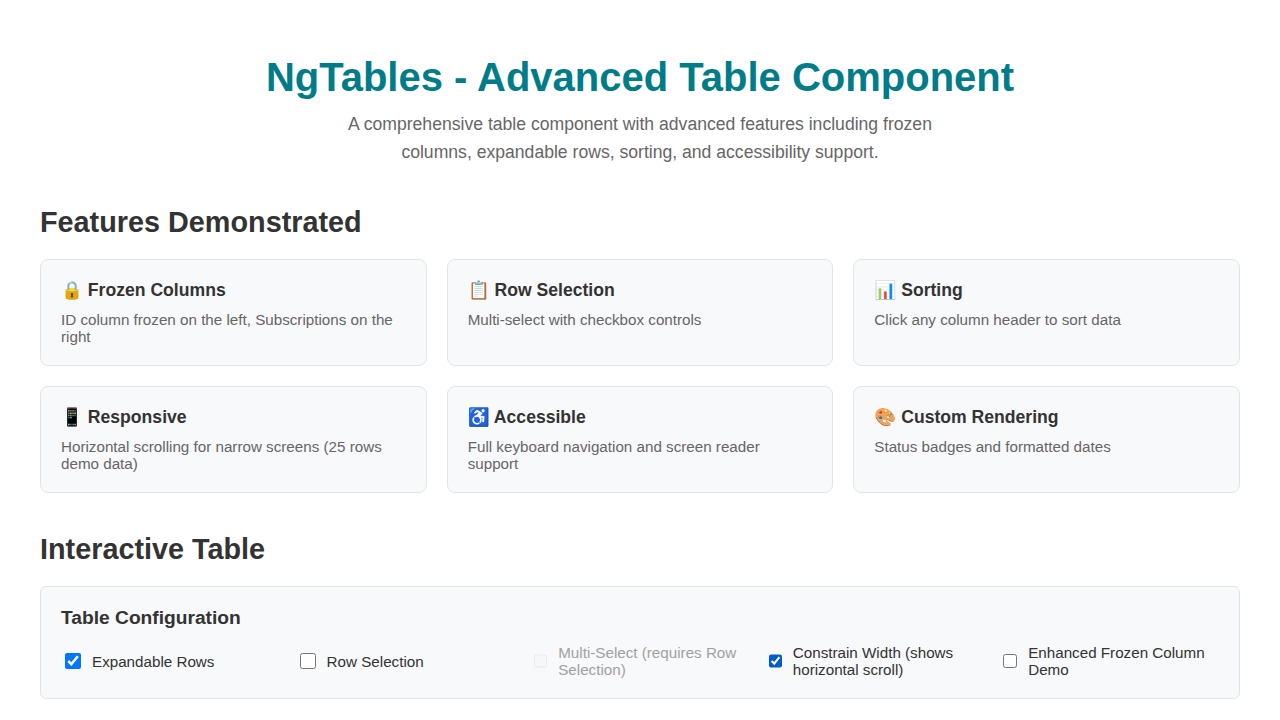 NgTables - Advanced Table Component
A comprehensive table component with advanced features including frozen
columns, expandable rows, sorting, and accessibility support.
Features Demonstrated
🔒 Frozen Columns
ID column frozen on the left, Subscriptions on the
right
📋 Row Selection
Multi-select with checkbox controls
📊 Sorting
Click any column header to sort data
📱 Responsive
Horizontal scrolling for narrow screens (25 rows
demo data)
♿ Accessible
Full keyboard navigation and screen reader
support
🎨 Custom Rendering
Status badges and formatted dates
Interactive Table
Table Configuration
Expandable Rows
Row Selection
Multi-Select (requires Row
Selection)
Constrain Width (shows
horizontal scroll)
Enhanced Frozen Column
Demo